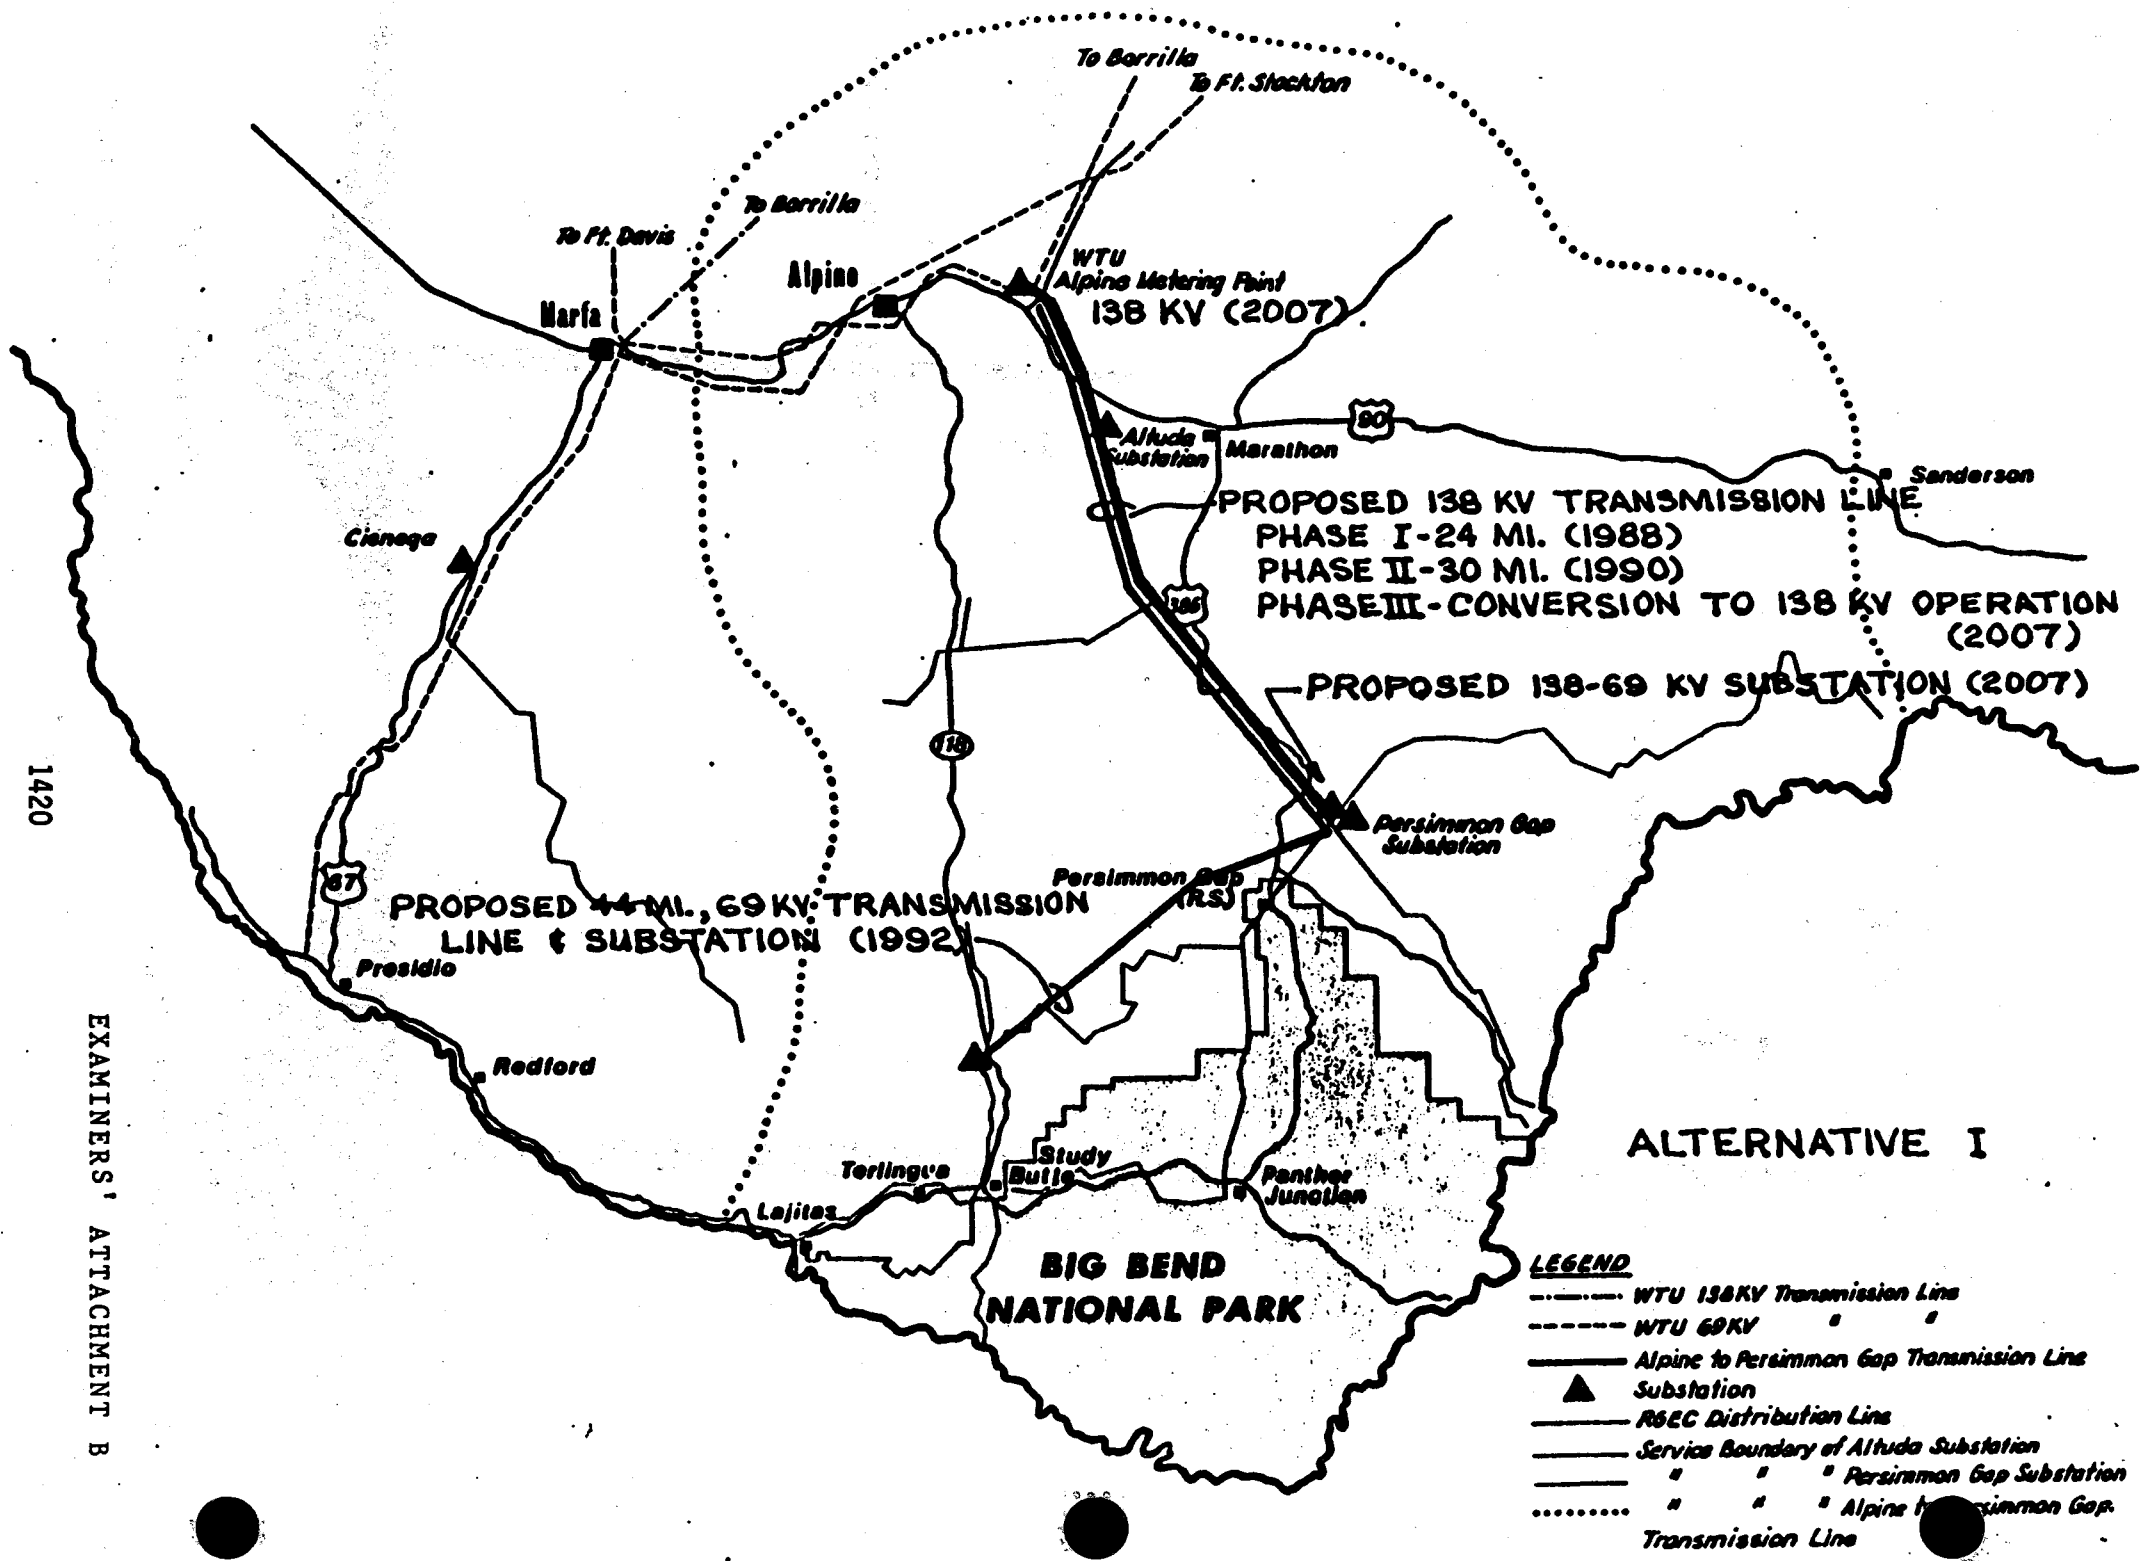 To Borrilla
To Ft. Stockton
To Borrilla
To Ft. Davis
Alpine
WTU
Alpine Metering Point
138 KV (2007)
Marfa
90
Altuda
Substation
Marathon
Sanderson
PROPOSED 138 KV TRANSMISSION LINE
PHASE I-24 MI. (1988)
PHASE II-30 MI. (1990)
PHASE III-CONVERSION TO 138 KV OPERATION
(2007)
Cienega
PROPOSED 138-69 KV SUBSTATION (2007)
118
1420
Persimmon Gap
Substation
67
Persimmon Gap
(R.S.)
PROPOSED 44 MI., 69 KV TRANSMISSION
LINE & SUBSTATION (1992)
Presidio
Redford
EXAMINERS' ATTACHMENT B
ALTERNATIVE I
Terlingua
Study
Butte
Panther
Junction
Lajitas
BIG BEND
NATIONAL PARK
LEGEND
WTU 138KV Transmission Line
WTU 69KV " "
Alpine to Persimmon Gap Transmission Line
Substation
RGEC Distribution Line
Service Boundary of Altuda Substation
" " " Persimmon Gap Substation
" " " Alpine Gap.
Transmission Line